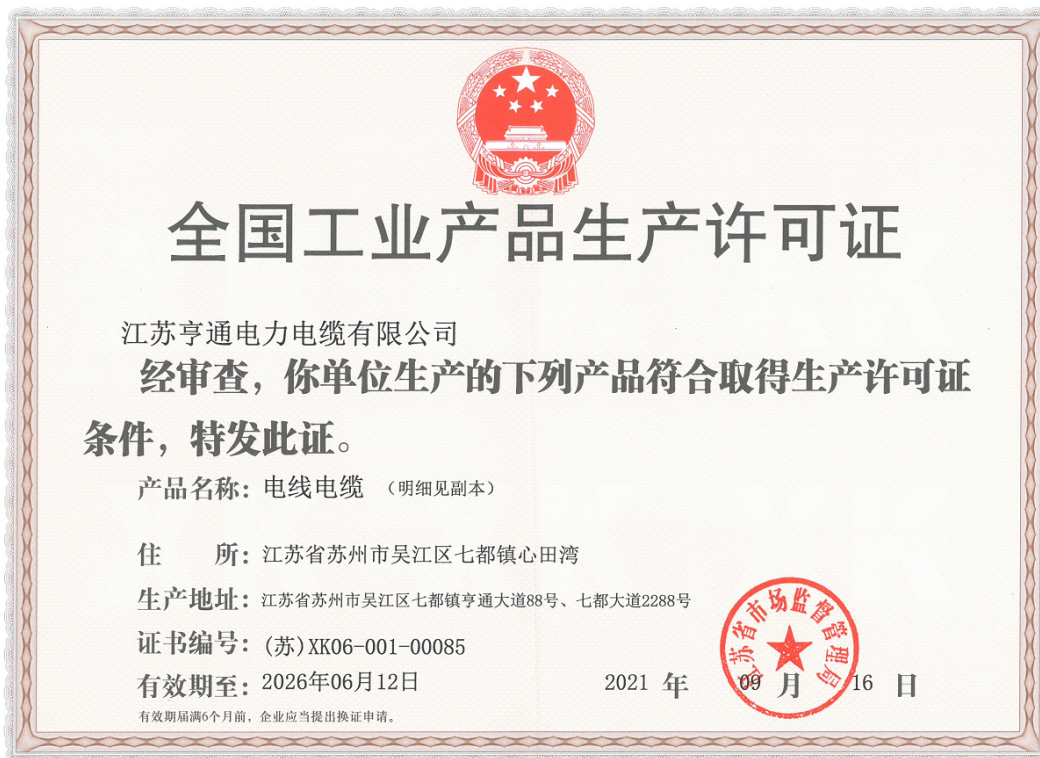 全国工业产品生产许可证
江苏亨通电力电缆有限公司
经审查，你单位生产的下列产品符合取得生产许可证
条件，特发此证。
产品名称：电线电缆 （明细见副本）
住 所：江苏省苏州市吴江区七都镇心田湾
生产地址：江苏省苏州市吴江区七都镇亨通大道88号、七都大道2288号
证书编号：(苏)XK06-001-00085
有效期至：2026年06月12日
2021 年 09 月 16 日
江苏省市场监督管理局
有效期届满6个月前，企业应当提出换证申请。